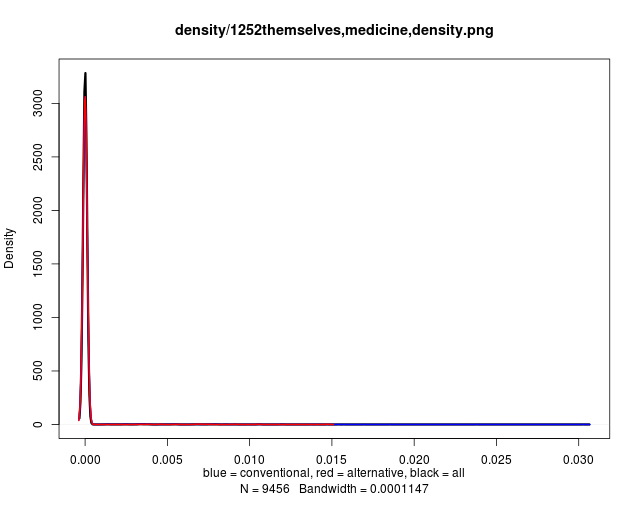 density/1252themselves,medicine,density.png
Density
3000
2500
2000
1500
1000
500
0
0.000 0.005 0.010 0.015 0.020 0.025 0.030
blue = conventional, red = alternative, black = all
N = 9456 Bandwidth = 0.0001147